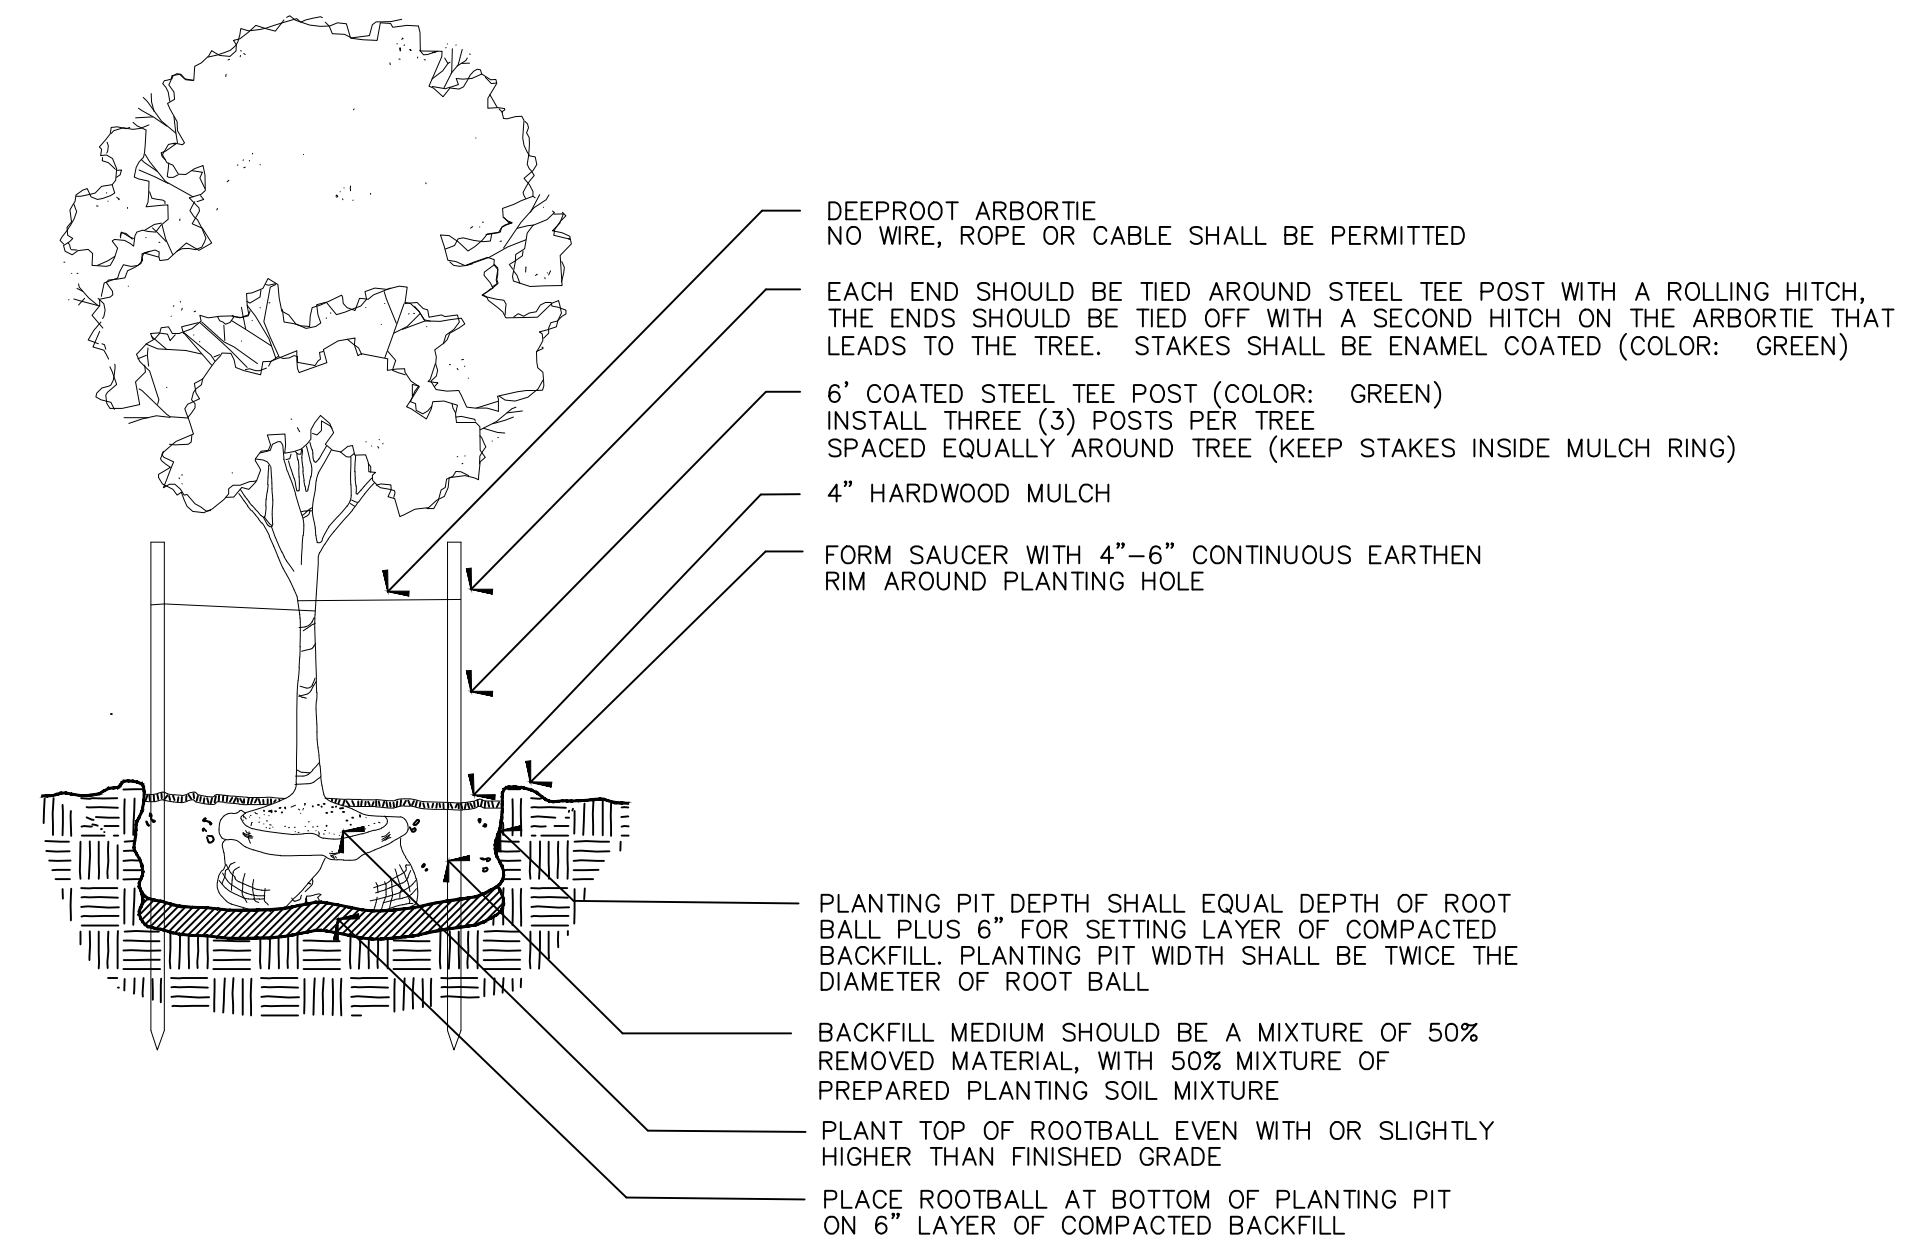 DEEPROOT ARBORTIE
NO WIRE, ROPE OR CABLE SHALL BE PERMITTED
EACH END SHOULD BE TIED AROUND STEEL TEE POST WITH A ROLLING HITCH,
THE ENDS SHOULD BE TIED OFF WITH A SECOND HITCH ON THE ARBORTIE THAT
LEADS TO THE TREE. STAKES SHALL BE ENAMEL COATED (COLOR: GREEN)
6’ COATED STEEL TEE POST (COLOR: GREEN)
INSTALL THREE (3) POSTS PER TREE
SPACED EQUALLY AROUND TREE (KEEP STAKES INSIDE MULCH RING)
4” HARDWOOD MULCH
FORM SAUCER WITH 4”–6” CONTINUOUS EARTHEN
RIM AROUND PLANTING HOLE
PLANTING PIT DEPTH SHALL EQUAL DEPTH OF ROOT
BALL PLUS 6” FOR SETTING LAYER OF COMPACTED
BACKFILL. PLANTING PIT WIDTH SHALL BE TWICE THE
DIAMETER OF ROOT BALL
BACKFILL MEDIUM SHOULD BE A MIXTURE OF 50%
REMOVED MATERIAL, WITH 50% MIXTURE OF
PREPARED PLANTING SOIL MIXTURE
PLANT TOP OF ROOTBALL EVEN WITH OR SLIGHTLY
HIGHER THAN FINISHED GRADE
PLACE ROOTBALL AT BOTTOM OF PLANTING PIT
ON 6” LAYER OF COMPACTED BACKFILL